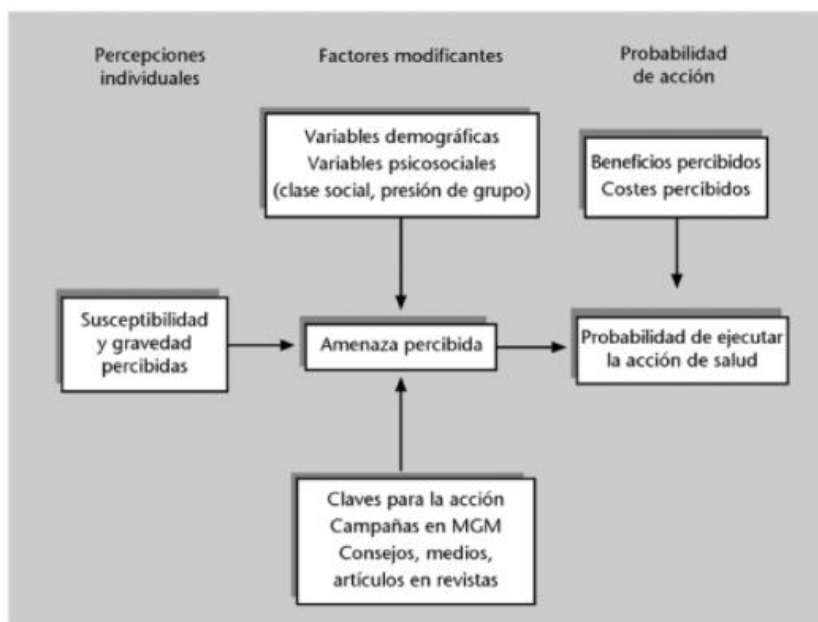 Percepciones
individuales
Factores modificantes
Probabilidad
de acción
Variables demográficas
Variables psicosociales
(clase social, presión de grupo)
Beneficios percibidos
Costes percibidos
Susceptibilidad
y gravedad
percibidas
Amenaza percibida
Probabilidad de ejecutar
la acción de salud
Claves para la acción
Campañas en MGM
Consejos, medios,
artículos en revistas